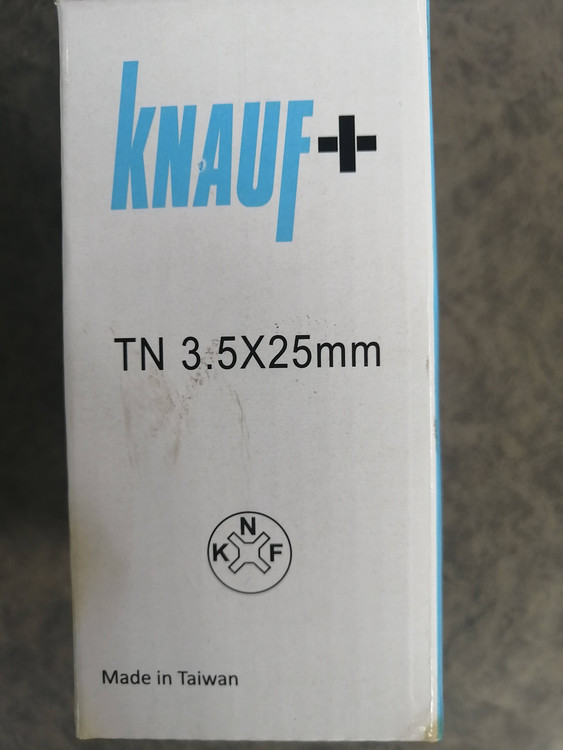 KNAUF+
TN 3.5X25mm
N
K F
Made in Taiwan